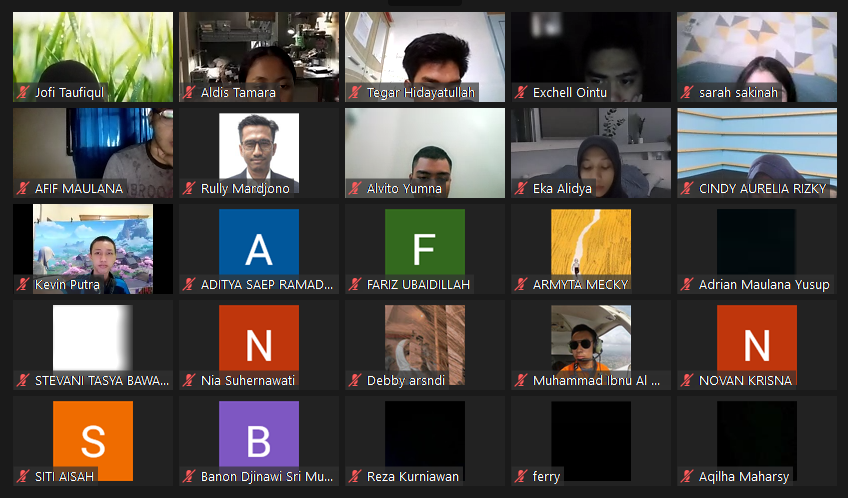 Jofi Taufiqul
Aldis Tamara
Tegar Hidayatullah
Exchell Ointu
sarah sakinah
AFIF MAULANA
Rully Mardjono
Alvito Yumna
Eka Alidya
CINDY AURELIA RIZKY
Kevin Putra
A
ADITYA SAEP RAMAD...
F
FARIZ UBAIDILLAH
ARMYTA MECKY
Adrian Maulana Yusup
STEVANI TASYA BAWA...
N
Nia Suhernawati
Debby arsndi
Muhammad Ibnu Al ...
N
NOVAN KRISNA
S
SITI AISAH
B
Banon Djinawi Sri Mu...
Reza Kurniawan
ferry
Aqilha Maharsy